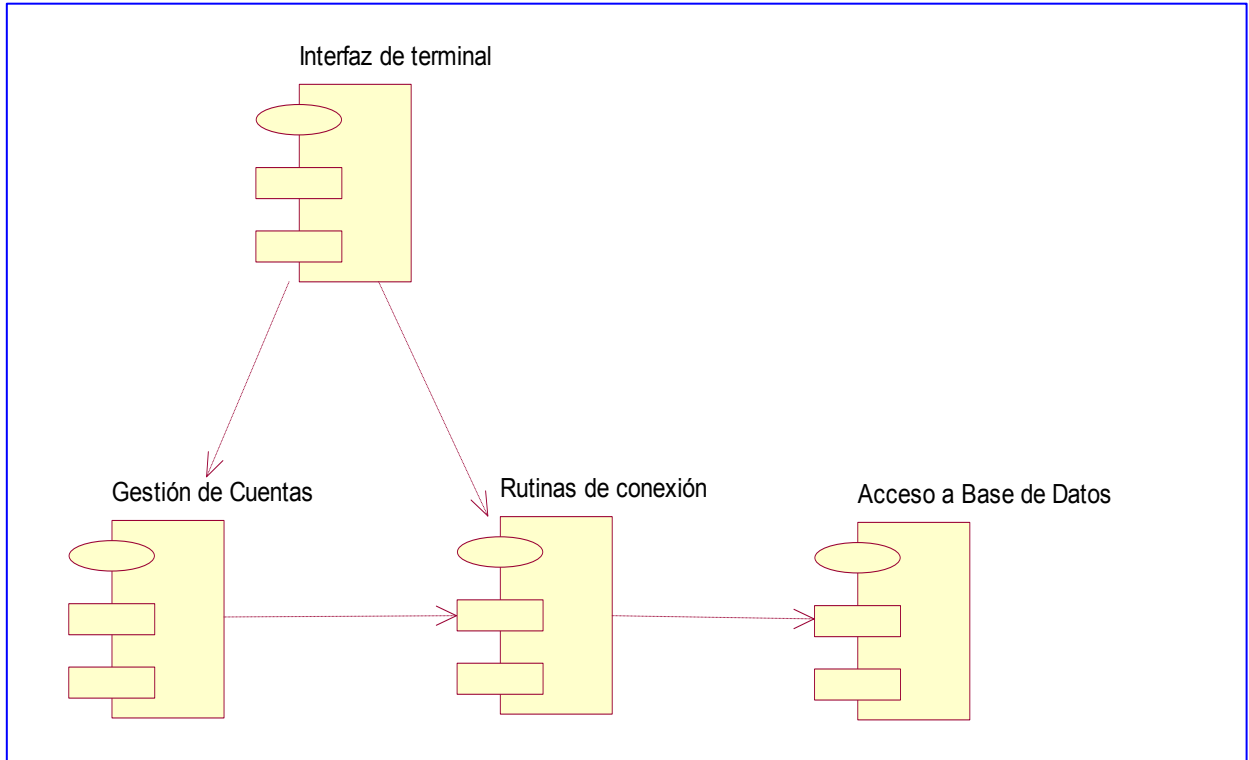 Interfaz de terminal
Gestión de Cuentas
Rutinas de conexión
Acceso a Base de Datos